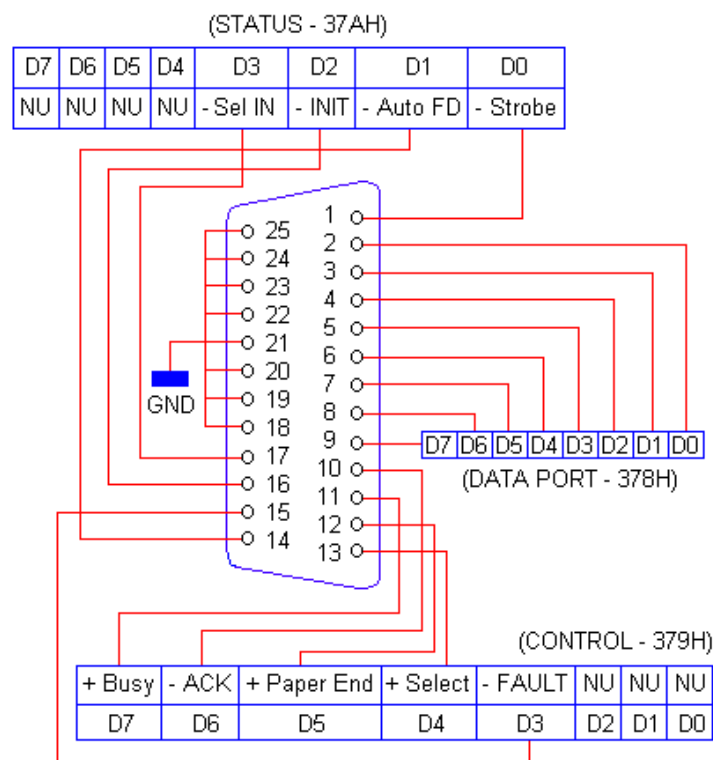 (STATUS - 37AH)
D7 D6 D5 D4 D3 D2 D1 D0
NU NU NU NU - Sel IN - INIT - Auto FD - Strobe
1
2
3
4
5
6
7
8
9
10
11
12
13
25
24
23
22
21
20
19
18
17
16
15
14
GND
D7 D6 D5 D4 D3 D2 D1 D0
(DATA PORT - 378H)
(CONTROL - 379H)
+ Busy - ACK + Paper End + Select - FAULT NU NU NU
D7 D6 D5 D4 D3 D2 D1 D0